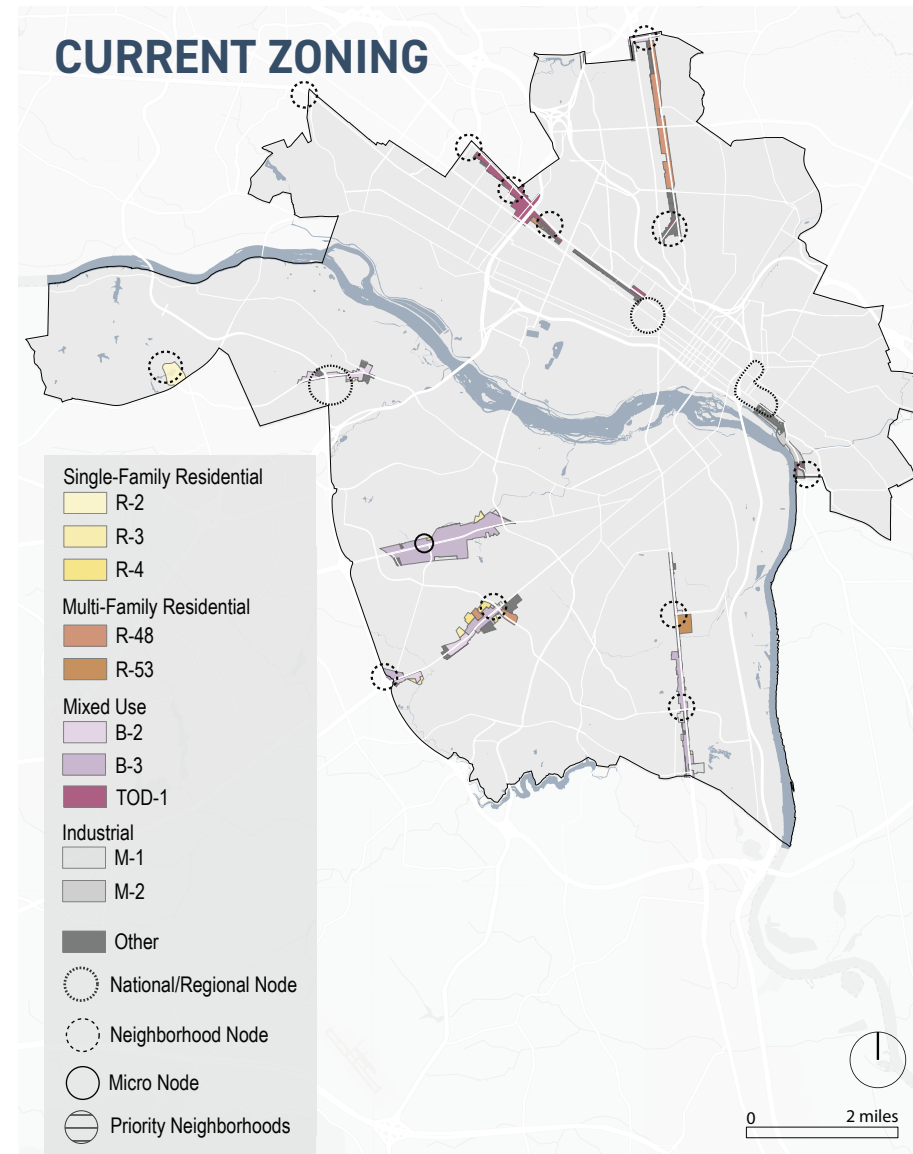 CURRENT ZONING
Single-Family Residential
R-2
R-3
R-4
Multi-Family Residential
R-48
R-53
Mixed Use
B-2
B-3
TOD-1
Industrial
M-1
M-2
Other
National/Regional Node
Neighborhood Node
Micro Node
Priority Neighborhoods
0 2 miles